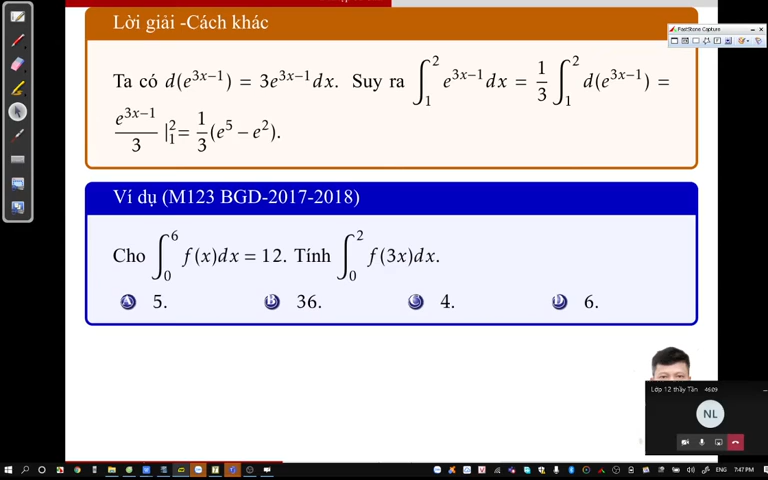 Lời giải -Cách khác
FastStone Capture
Ta có d(e^{3x−1}) = 3e^{3x−1}dx. Suy ra ∫_1^2 e^{3x−1}dx = \frac{1}{3} ∫_1^2 d(e^{3x−1}) =
\frac{e^{3x−1}}{3} |_1^2 = \frac{1}{3}(e^5 − e^2).
Ví dụ (M123 BGD-2017-2018)
Cho ∫_0^6 f(x)dx = 12. Tính ∫_0^2 f(3x)dx.
A 5. B 36. C 4. D 6.
Lớp 12 thầy Tân
NL
ENG 7:47 PM